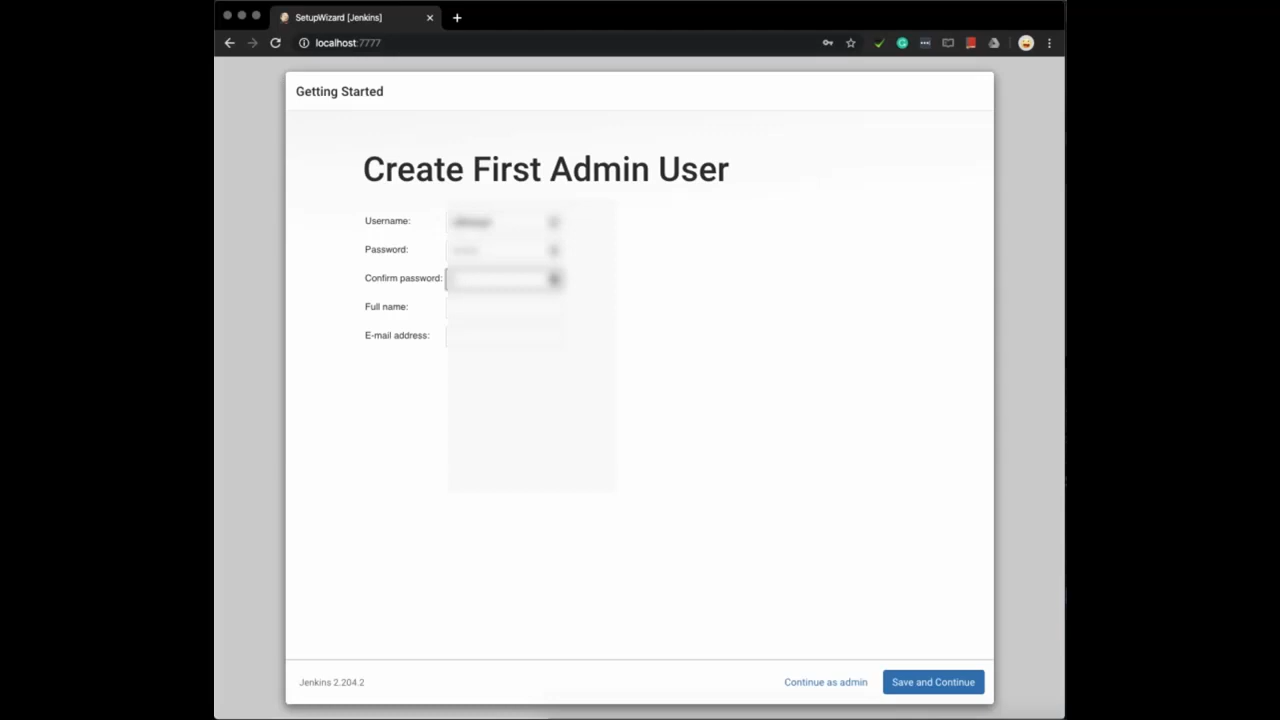 SetupWizard [Jenkins]
localhost:7777
Getting Started
Create First Admin User
Username:
Password:
Confirm password:
Full name:
E-mail address:
Jenkins 2.204.2
Continue as admin
Save and Continue